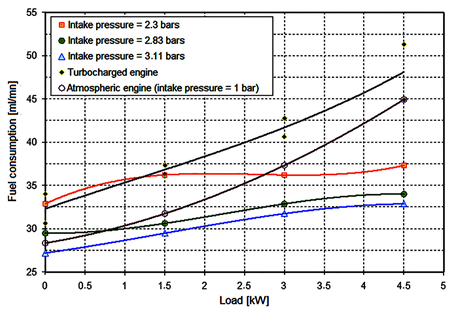 55
50
45
40
35
30
25
Fuel consumption [ml/mn]
Intake pressure = 2.3 bars
Intake pressure = 2.83 bars
Intake pressure = 3.11 bars
Turbocharged engine
Atmospheric engine (intake pressure = 1 bar)
0 0.5 1 1.5 2 2.5 3 3.5 4 4.5 5
Load [kW]